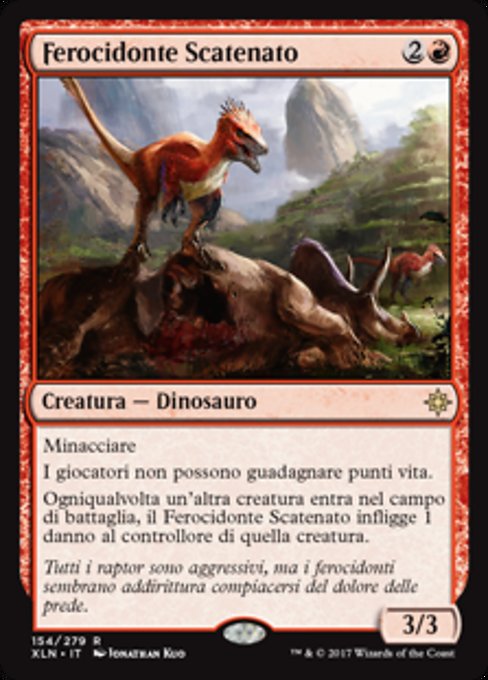 Ferocidonte Scatenato 2
Creatura — Dinosauro
Minacciare
I giocatori non possono guadagnare punti vita.
Ogniqualvolta un'altra creatura entra nel campo
di battaglia, il Ferocidonte Scatenato infligge 1
danno al controllore di quella creatura.
Tutti i raptor sono aggressivi, ma i ferocidonti
sembrano addirittura compiacersi del dolore delle
prede.
3/3
154/279 R
XLN • IT Jonathan Kuo
™ & © 2017 Wizards of the Coast